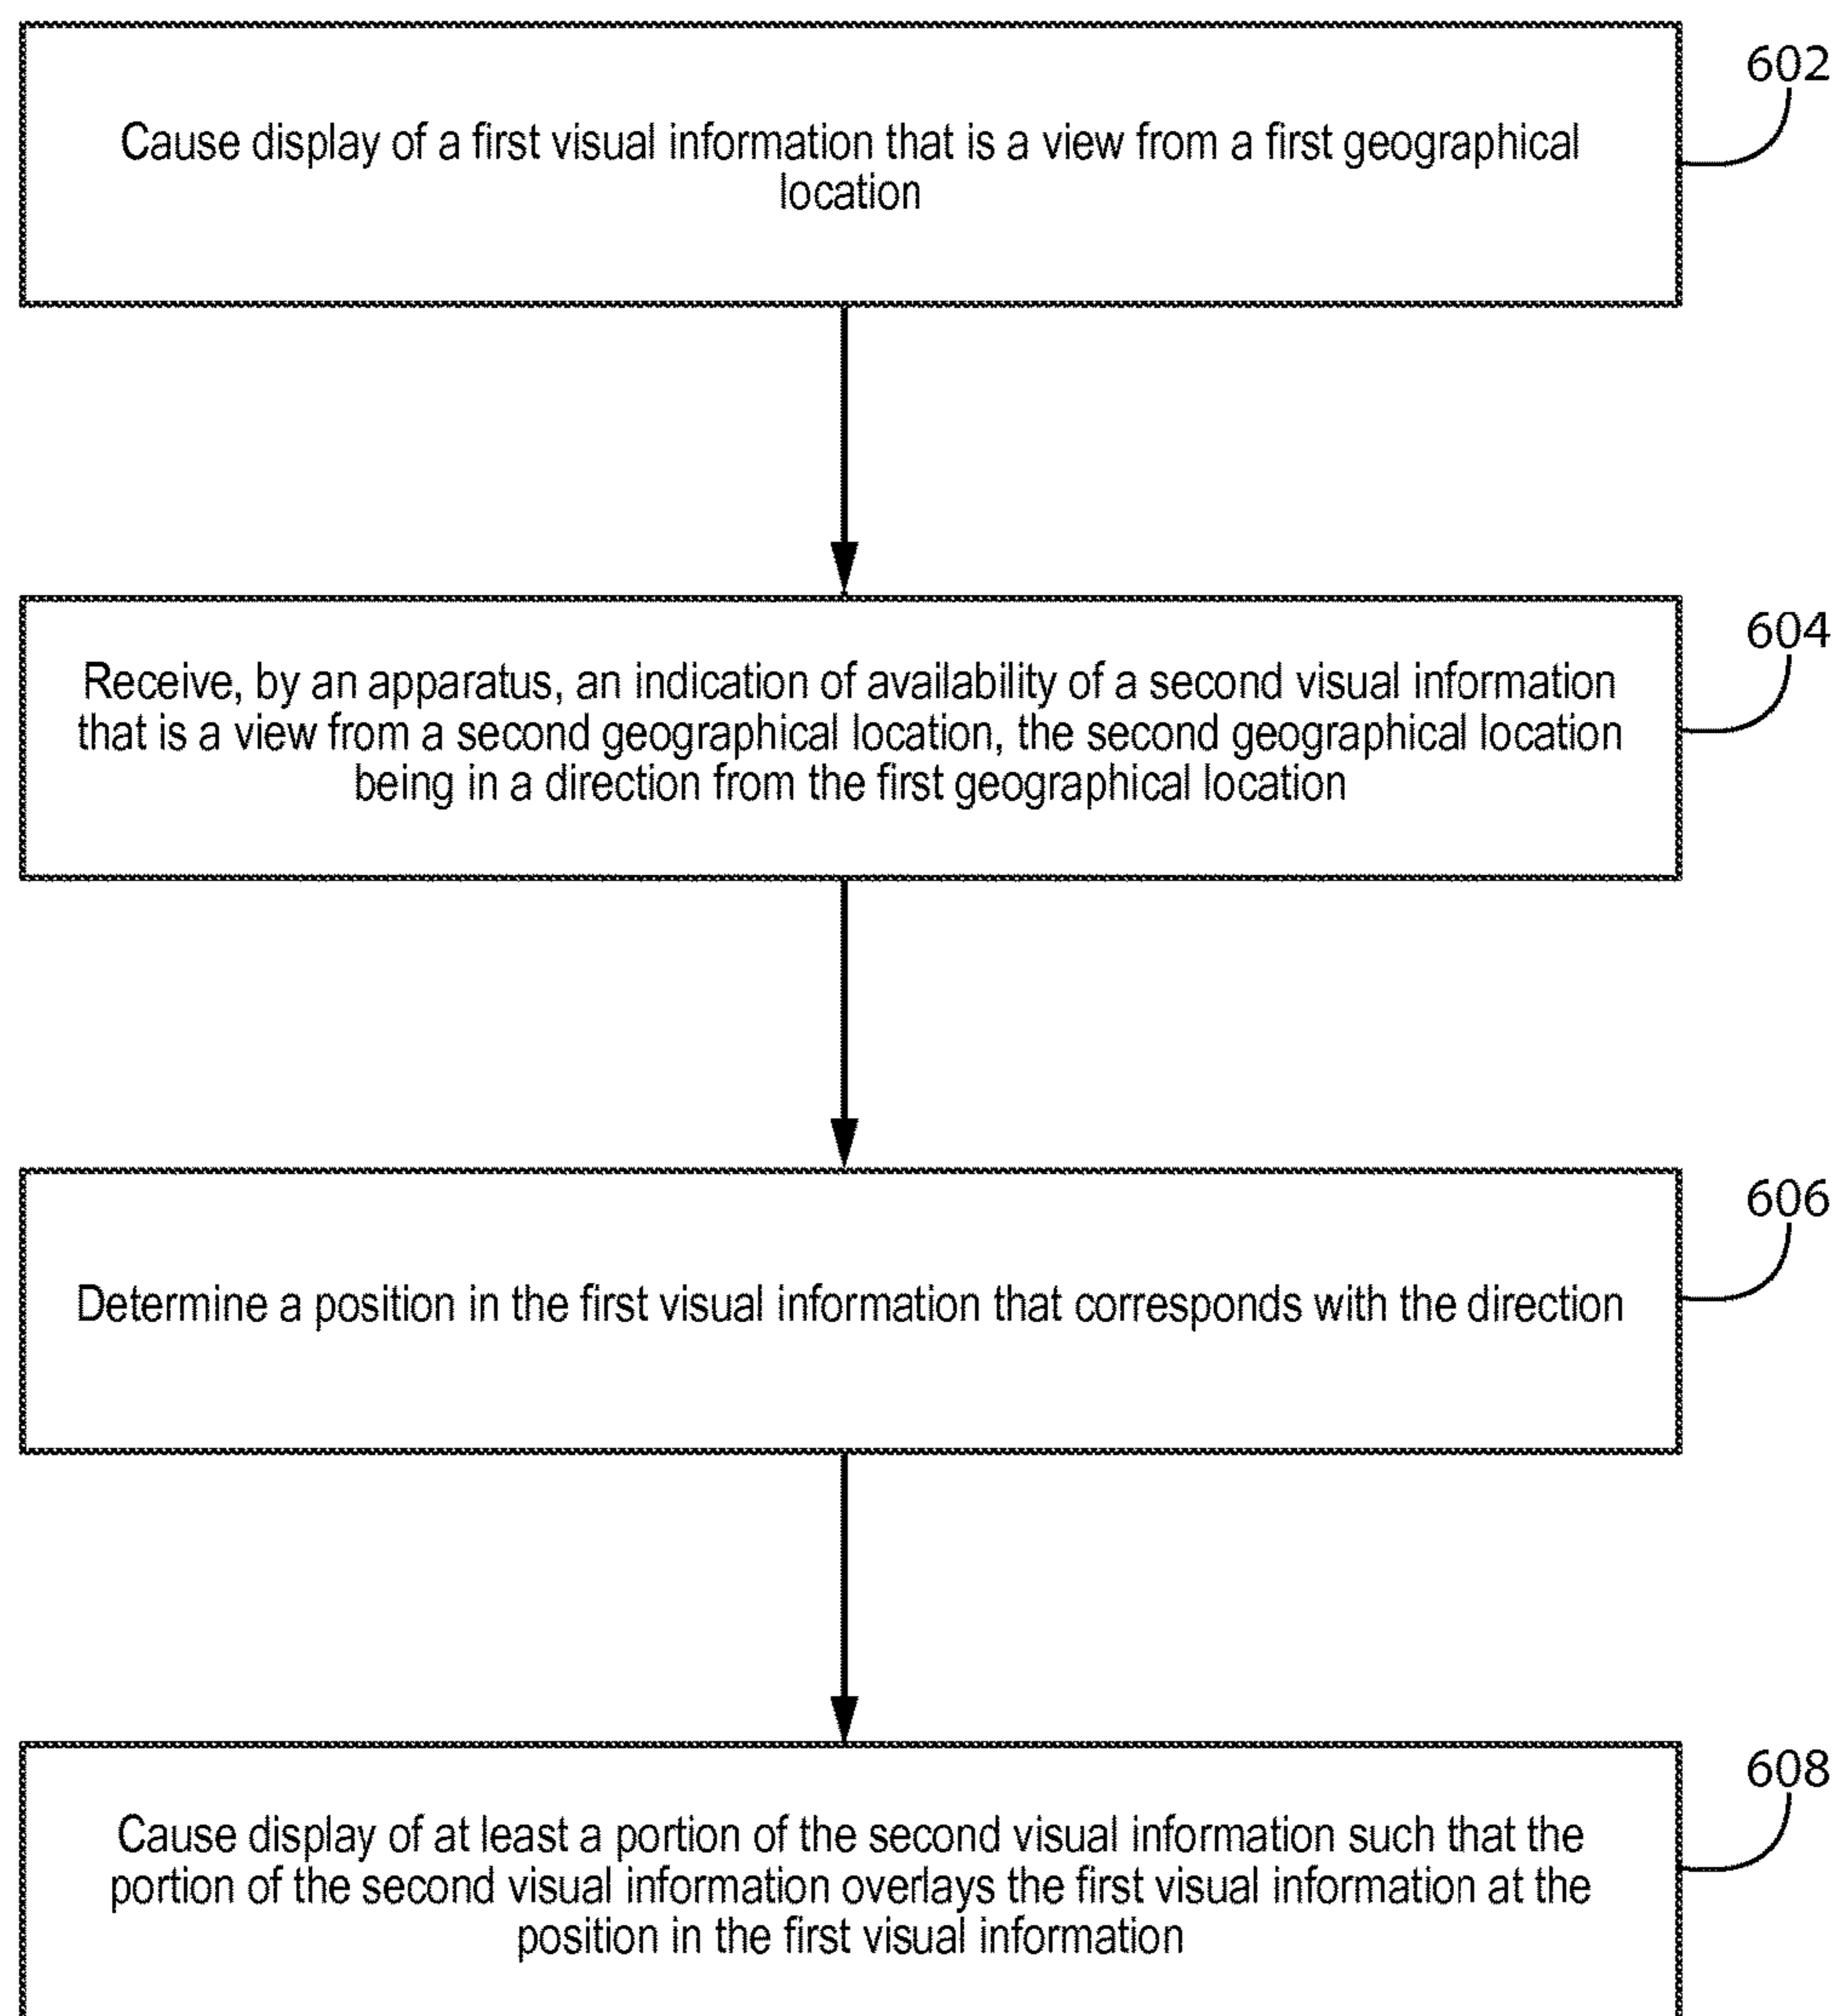 602
Cause display of a first visual information that is a view from a first geographical
location
604
Receive, by an apparatus, an indication of availability of a second visual information
that is a view from a second geographical location, the second geographical location
being in a direction from the first geographical location
606
Determine a position in the first visual information that corresponds with the direction
608
Cause display of at least a portion of the second visual information such that the
portion of the second visual information overlays the first visual information at the
position in the first visual information